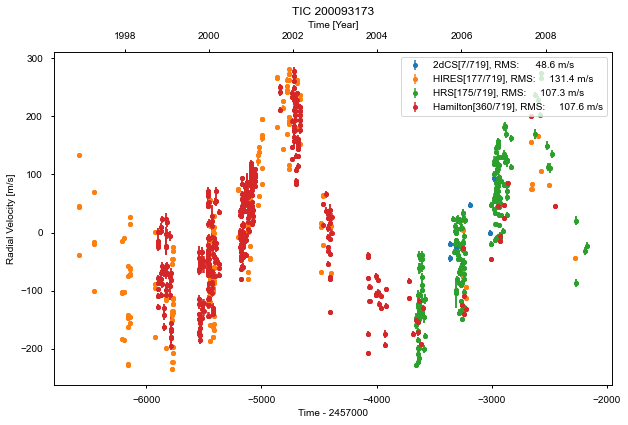 TIC 200093173
Time [Year]
1998 2000 2002 2004 2006 2008
300
200
100
0
−100
−200
Radial Velocity [m/s]
2dCS[7/719], RMS: 48.6 m/s
HIRES[177/719], RMS: 131.4 m/s
HRS[175/719], RMS: 107.3 m/s
Hamilton[360/719], RMS: 107.6 m/s
−6000 −5000 −4000 −3000 −2000
Time - 2457000